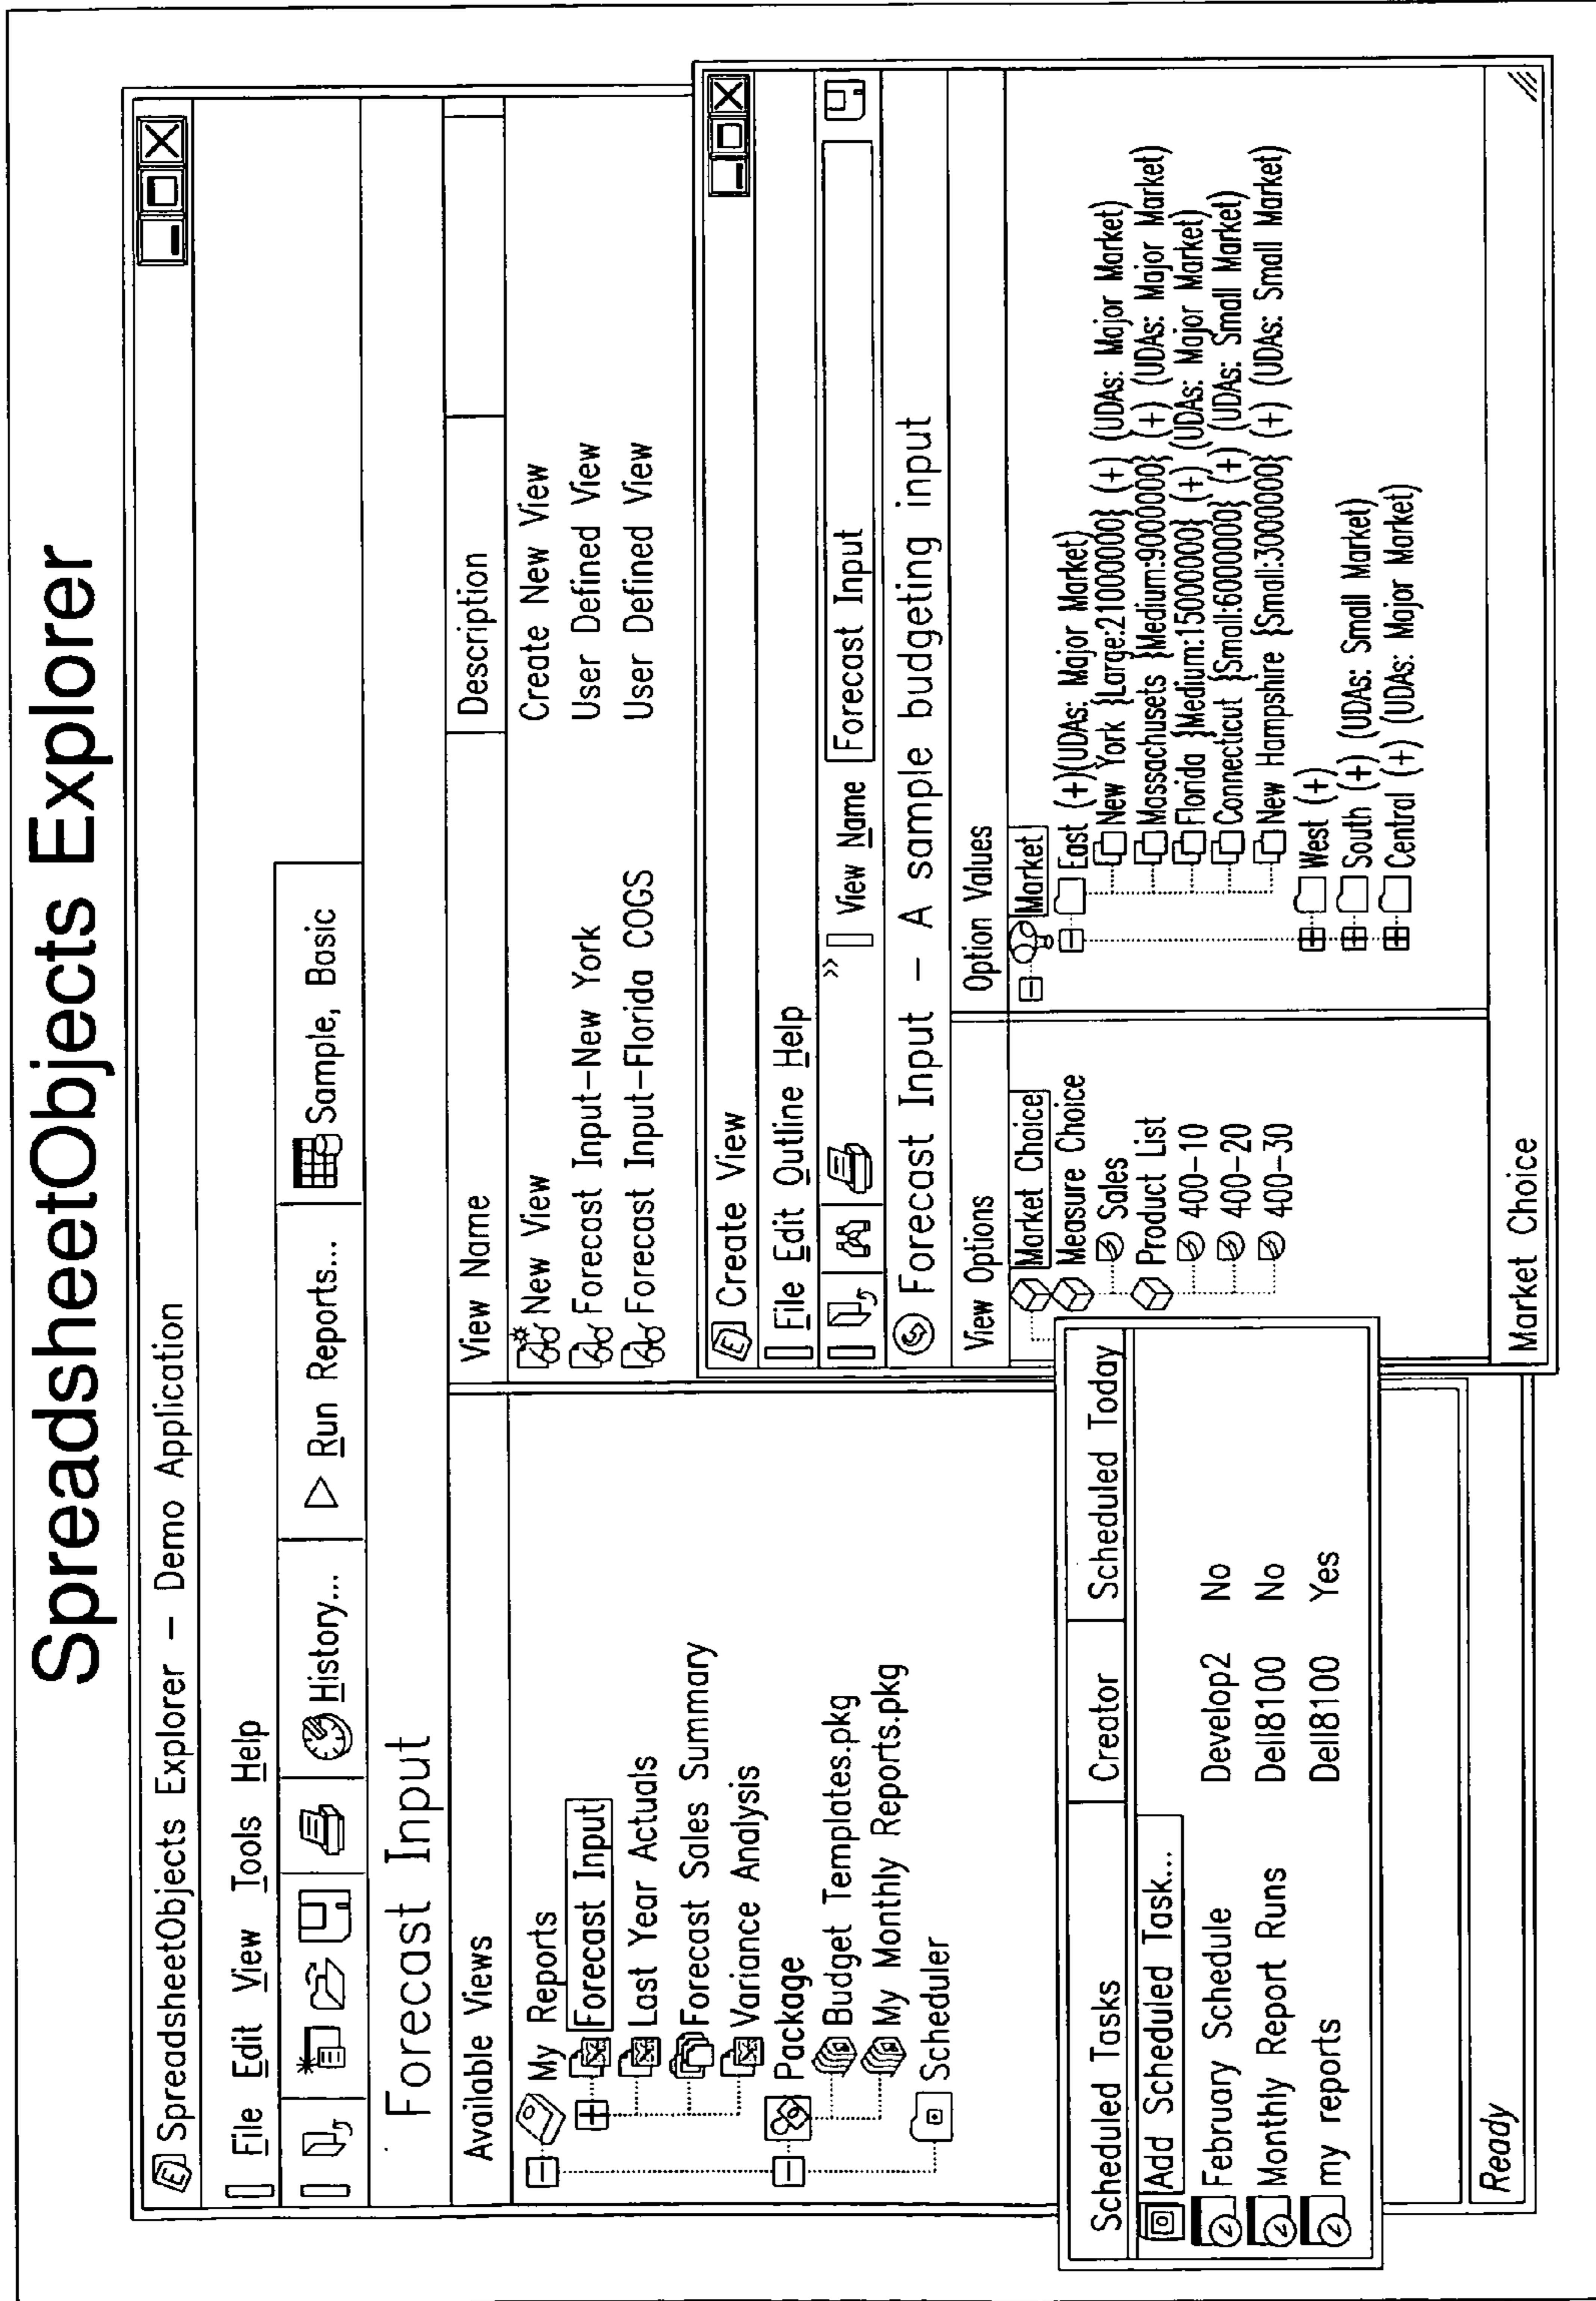 SpreadsheetObjects Explorer
SpreadsheetObjects Explorer – Demo Application
File Edit View Tools Help
History... Run Reports... Sample, Basic
Forecast Input
Available Views
My Reports
Forecast Input
Last Year Actuals
Forecast Sales Summary
Variance Analysis
Package
Budget Templates.pkg
My Monthly Reports.pkg
Scheduler
View Name Description
New View Create New View
Forecast Input–New York User Defined View
Forecast Input–Florida COGS User Defined View
Create View
File Edit Outline Help
» View Name Forecast Input
Forecast Input – A sample budgeting input
View Options Option Values
Market Choice
Measure Choice
Sales
Product List
400–10
400–20
400–30
Market
East (+)(UDAs: Major Market)
New York {Large:21000000} (+) (UDAs: Major Market)
Massachusets {Medium:9000000} (+) (UDAs: Major Market)
Florida {Medium:15000000} (+) (UDAs: Major Market)
Connecticut {Small:6000000} (+) (UDAs: Small Market)
New Hampshire {Small:3000000} (+) (UDAs: Small Market)
West (+)
South (+) (UDAs: Small Market)
Central (+) (UDAs: Major Market)
Market Choice
Scheduled Tasks Creator Scheduled Today
Add Scheduled Task...
February Schedule Develop2 No
Monthly Report Runs Dell8100 No
my reports Dell8100 Yes
Ready